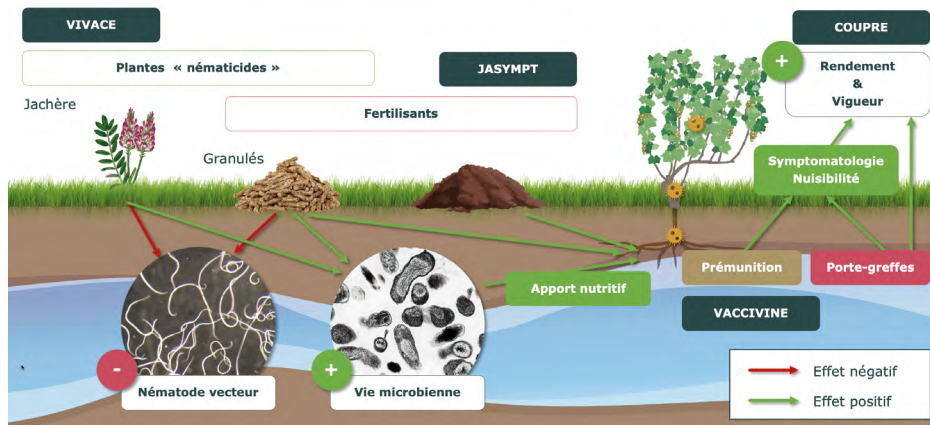 VIVACE
COUPRE
Plantes « nématicides »
JASYMPT
+
Rendement
&
Vigueur
Jachère
Fertilisants
Granulés
Symptomatologie
Nuisibilité
Prémunition
Porte-greffes
Apport nutritif
VACCIVINE
-
Nématode vecteur
+
Vie microbienne
Effet négatif
Effet positif